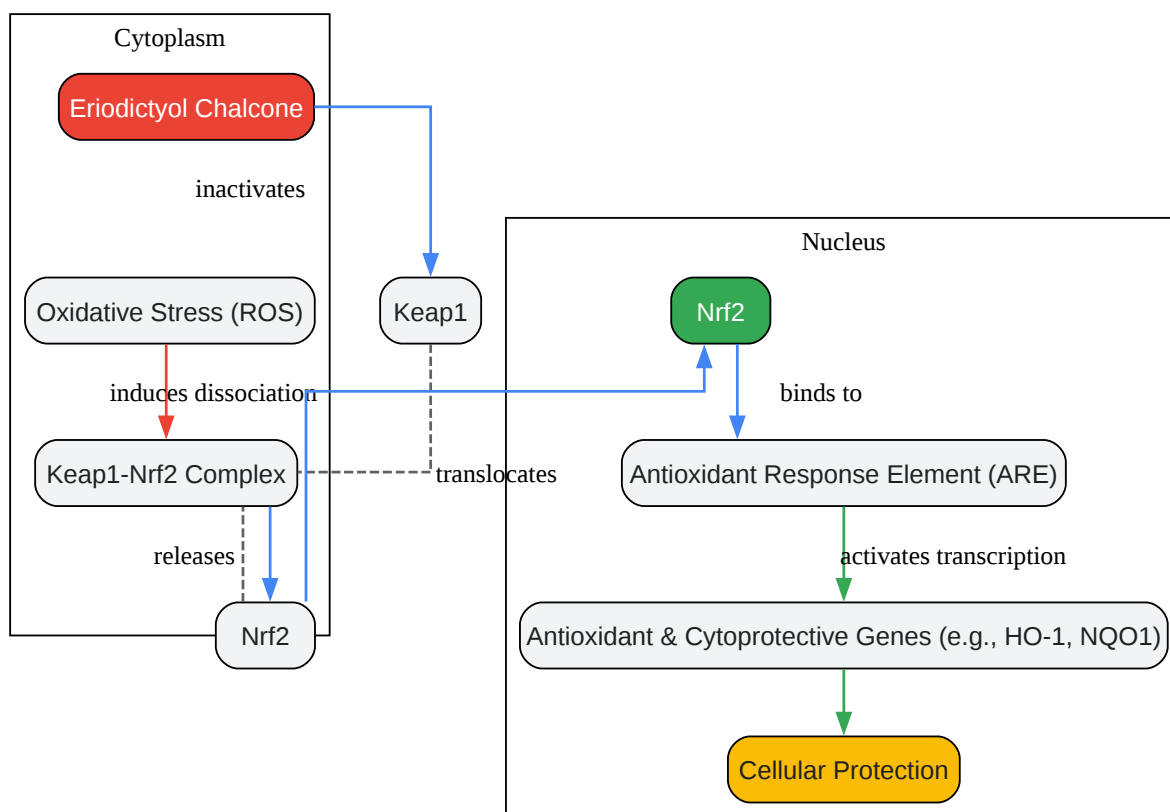 Cytoplasm
Eriodictyol Chalcone
inactivates
Nucleus
Oxidative Stress (ROS)
Keap1
Nrf2
induces dissociation
binds to
Keap1-Nrf2 Complex
translocates
Antioxidant Response Element (ARE)
releases
activates transcription
Nrf2
Antioxidant & Cytoprotective Genes (e.g., HO-1, NQO1)
Cellular Protection